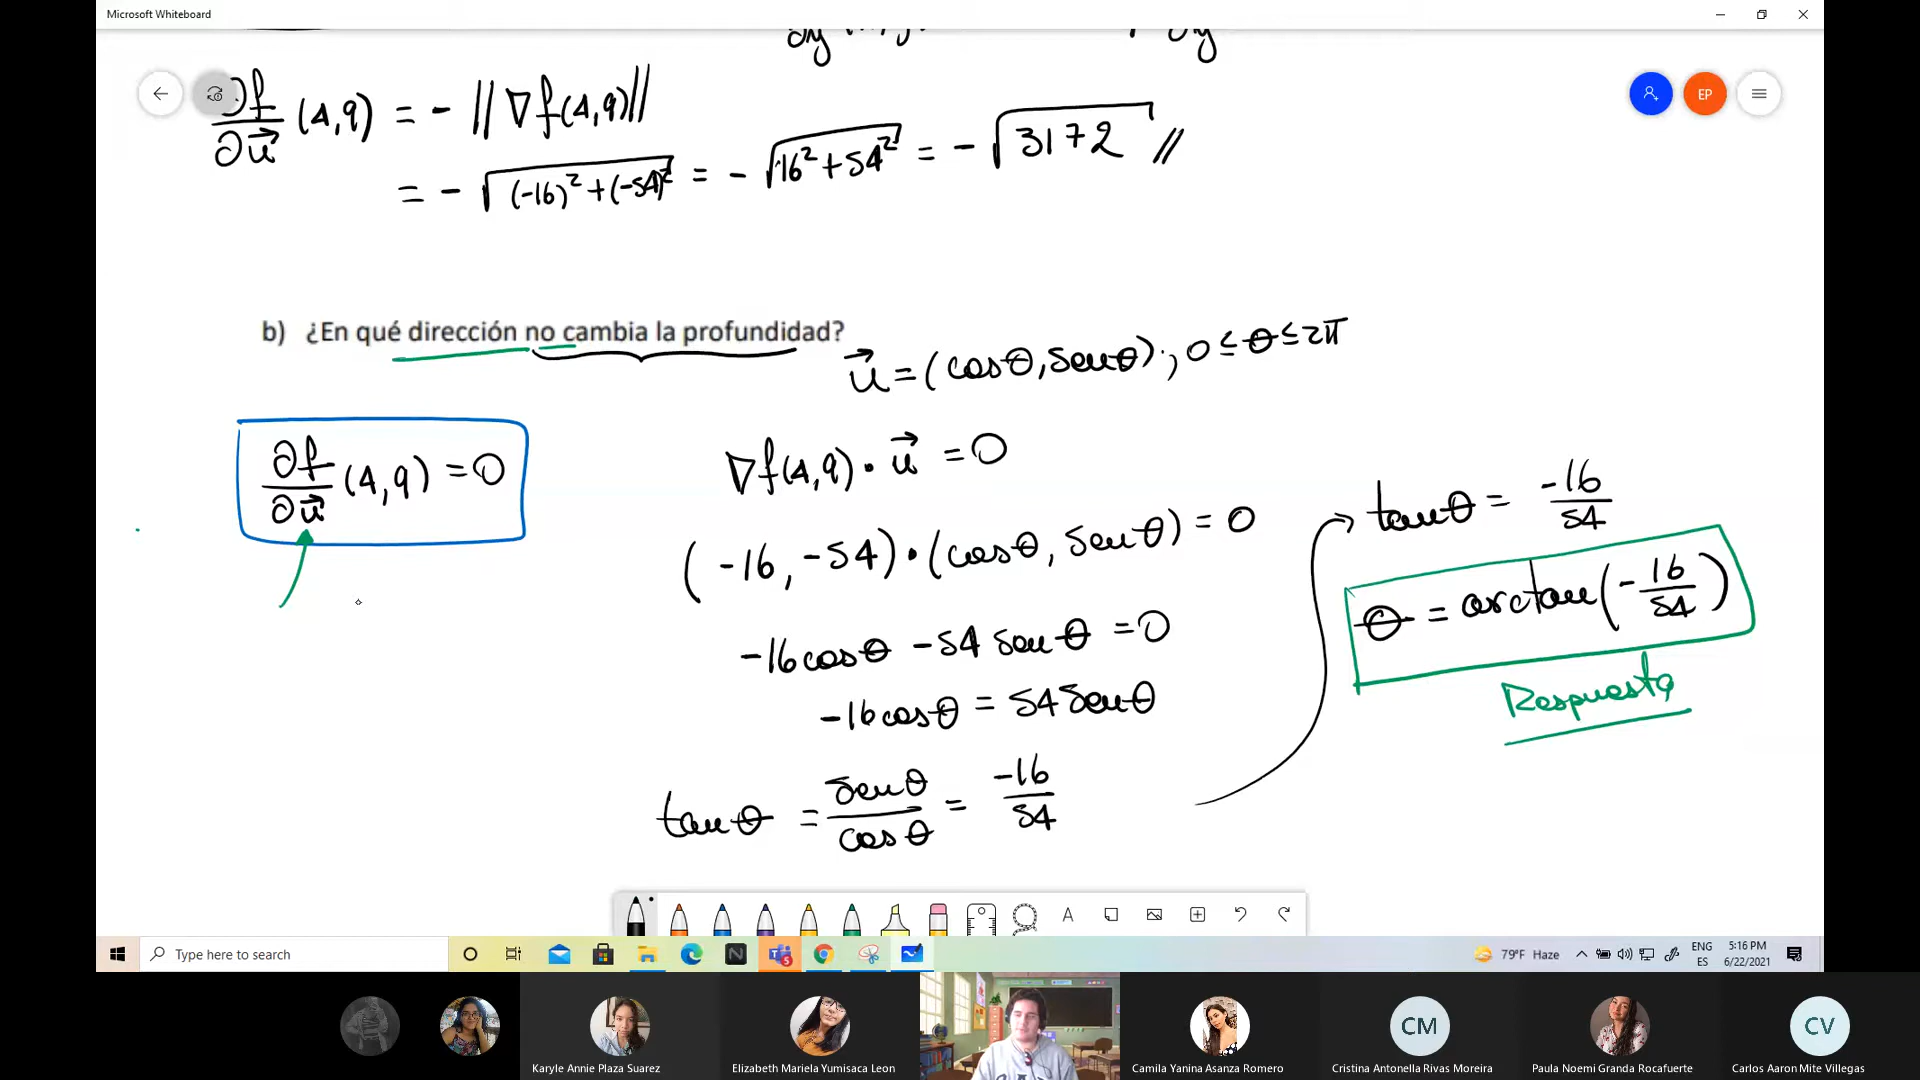 Microsoft Whiteboard
EP
∂f/∂u⃗ (4,9) = - ||∇f(4,9)||
= - √((-16)² + (-54)²) = - √(16² + 54²) = - √3172 //
b) ¿En qué dirección no cambia la profundidad?
u⃗ = (cosθ, senθ); 0 ≤ θ ≤ 2π
∂f/∂u⃗ (4,9) = 0
∇f(4,9) • u⃗ = 0
(-16, -54) • (cosθ, senθ) = 0
-16cosθ - 54 senθ = 0
-16cosθ = 54 senθ
tanθ = senθ/cosθ = -16/54
tanθ = -16/54
θ = arctan(-16/54)
Respuesta
A
Type here to search
79°F Haze
ENG
ES
5:16 PM
6/22/2021
Karyle Annie Plaza Suarez
Elizabeth Mariela Yumisaca Leon
Camila Yanina Asanza Romero
CM
Cristina Antonella Rivas Moreira
Paula Noemi Granda Rocafuerte
CV
Carlos Aaron Mite Villegas